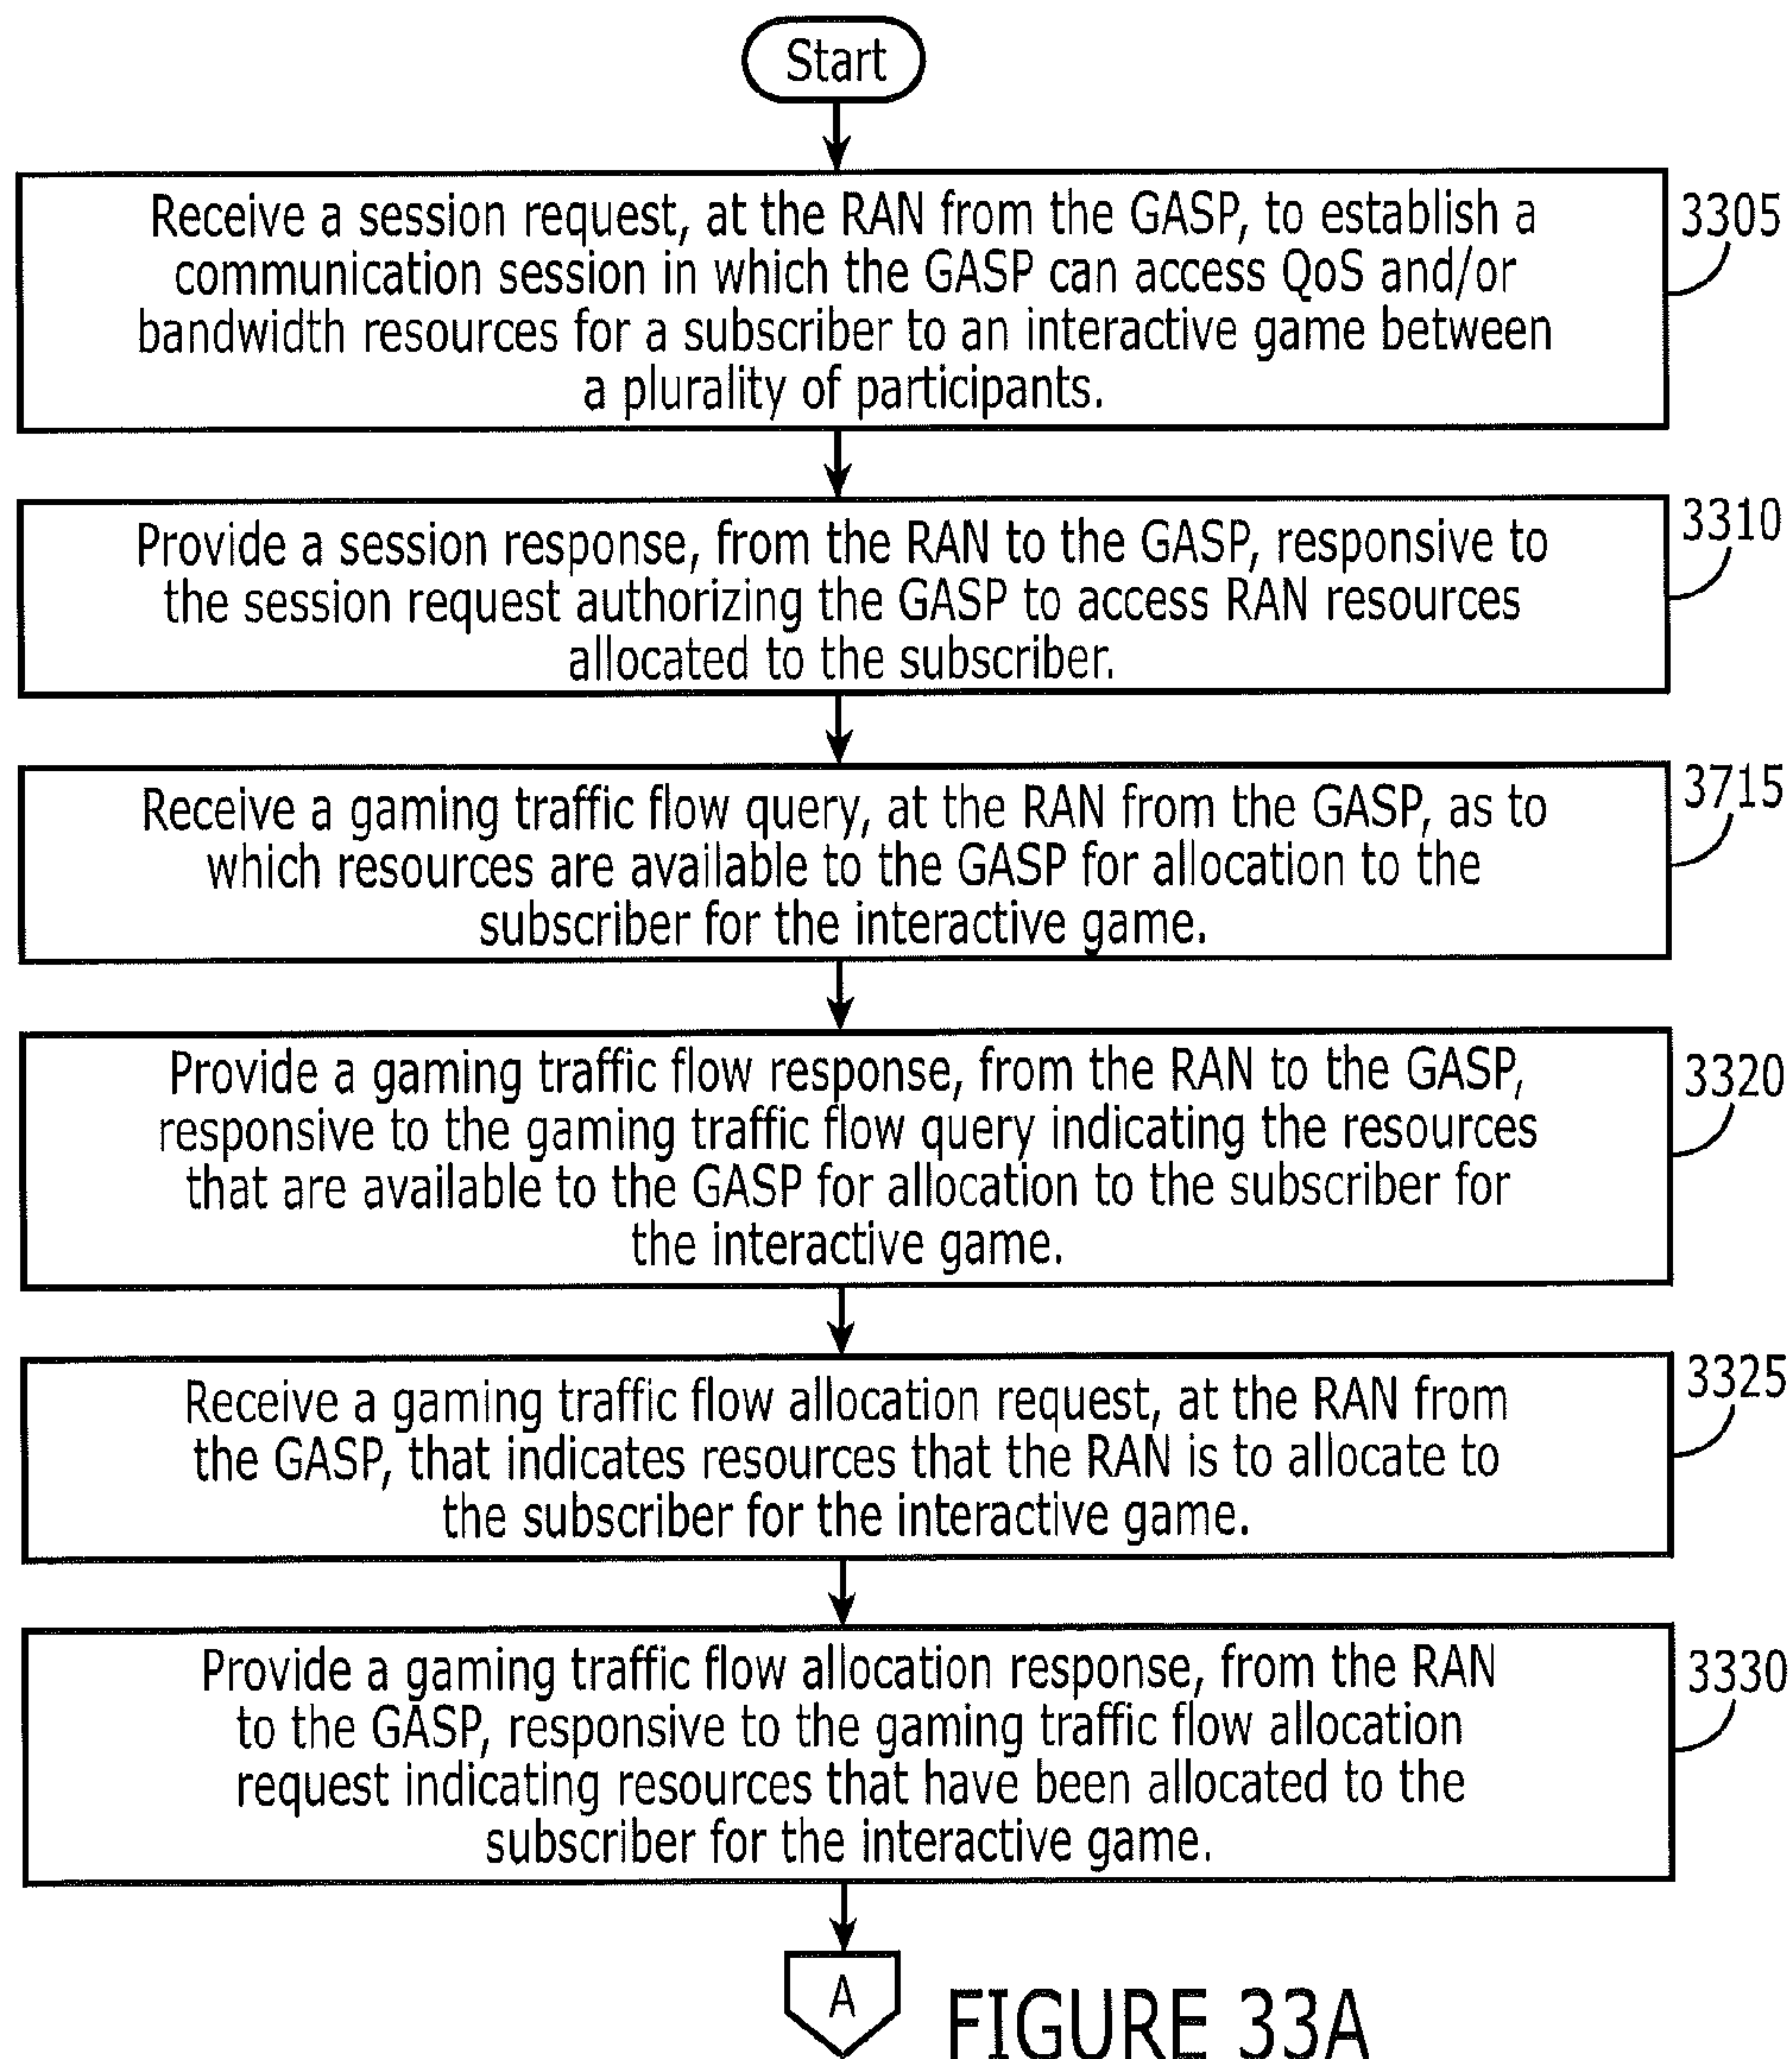 Start
Receive a session request, at the RAN from the GASP, to establish a
communication session in which the GASP can access QoS and/or
bandwidth resources for a subscriber to an interactive game between
a plurality of participants.
3305
Provide a session response, from the RAN to the GASP, responsive to
the session request authorizing the GASP to access RAN resources
allocated to the subscriber.
3310
Receive a gaming traffic flow query, at the RAN from the GASP, as to
which resources are available to the GASP for allocation to the
subscriber for the interactive game.
3715
Provide a gaming traffic flow response, from the RAN to the GASP,
responsive to the gaming traffic flow query indicating the resources
that are available to the GASP for allocation to the subscriber for
the interactive game.
3320
Receive a gaming traffic flow allocation request, at the RAN from
the GASP, that indicates resources that the RAN is to allocate to
the subscriber for the interactive game.
3325
Provide a gaming traffic flow allocation response, from the RAN
to the GASP, responsive to the gaming traffic flow allocation
request indicating resources that have been allocated to the
subscriber for the interactive game.
3330
A
FIGURE 33A